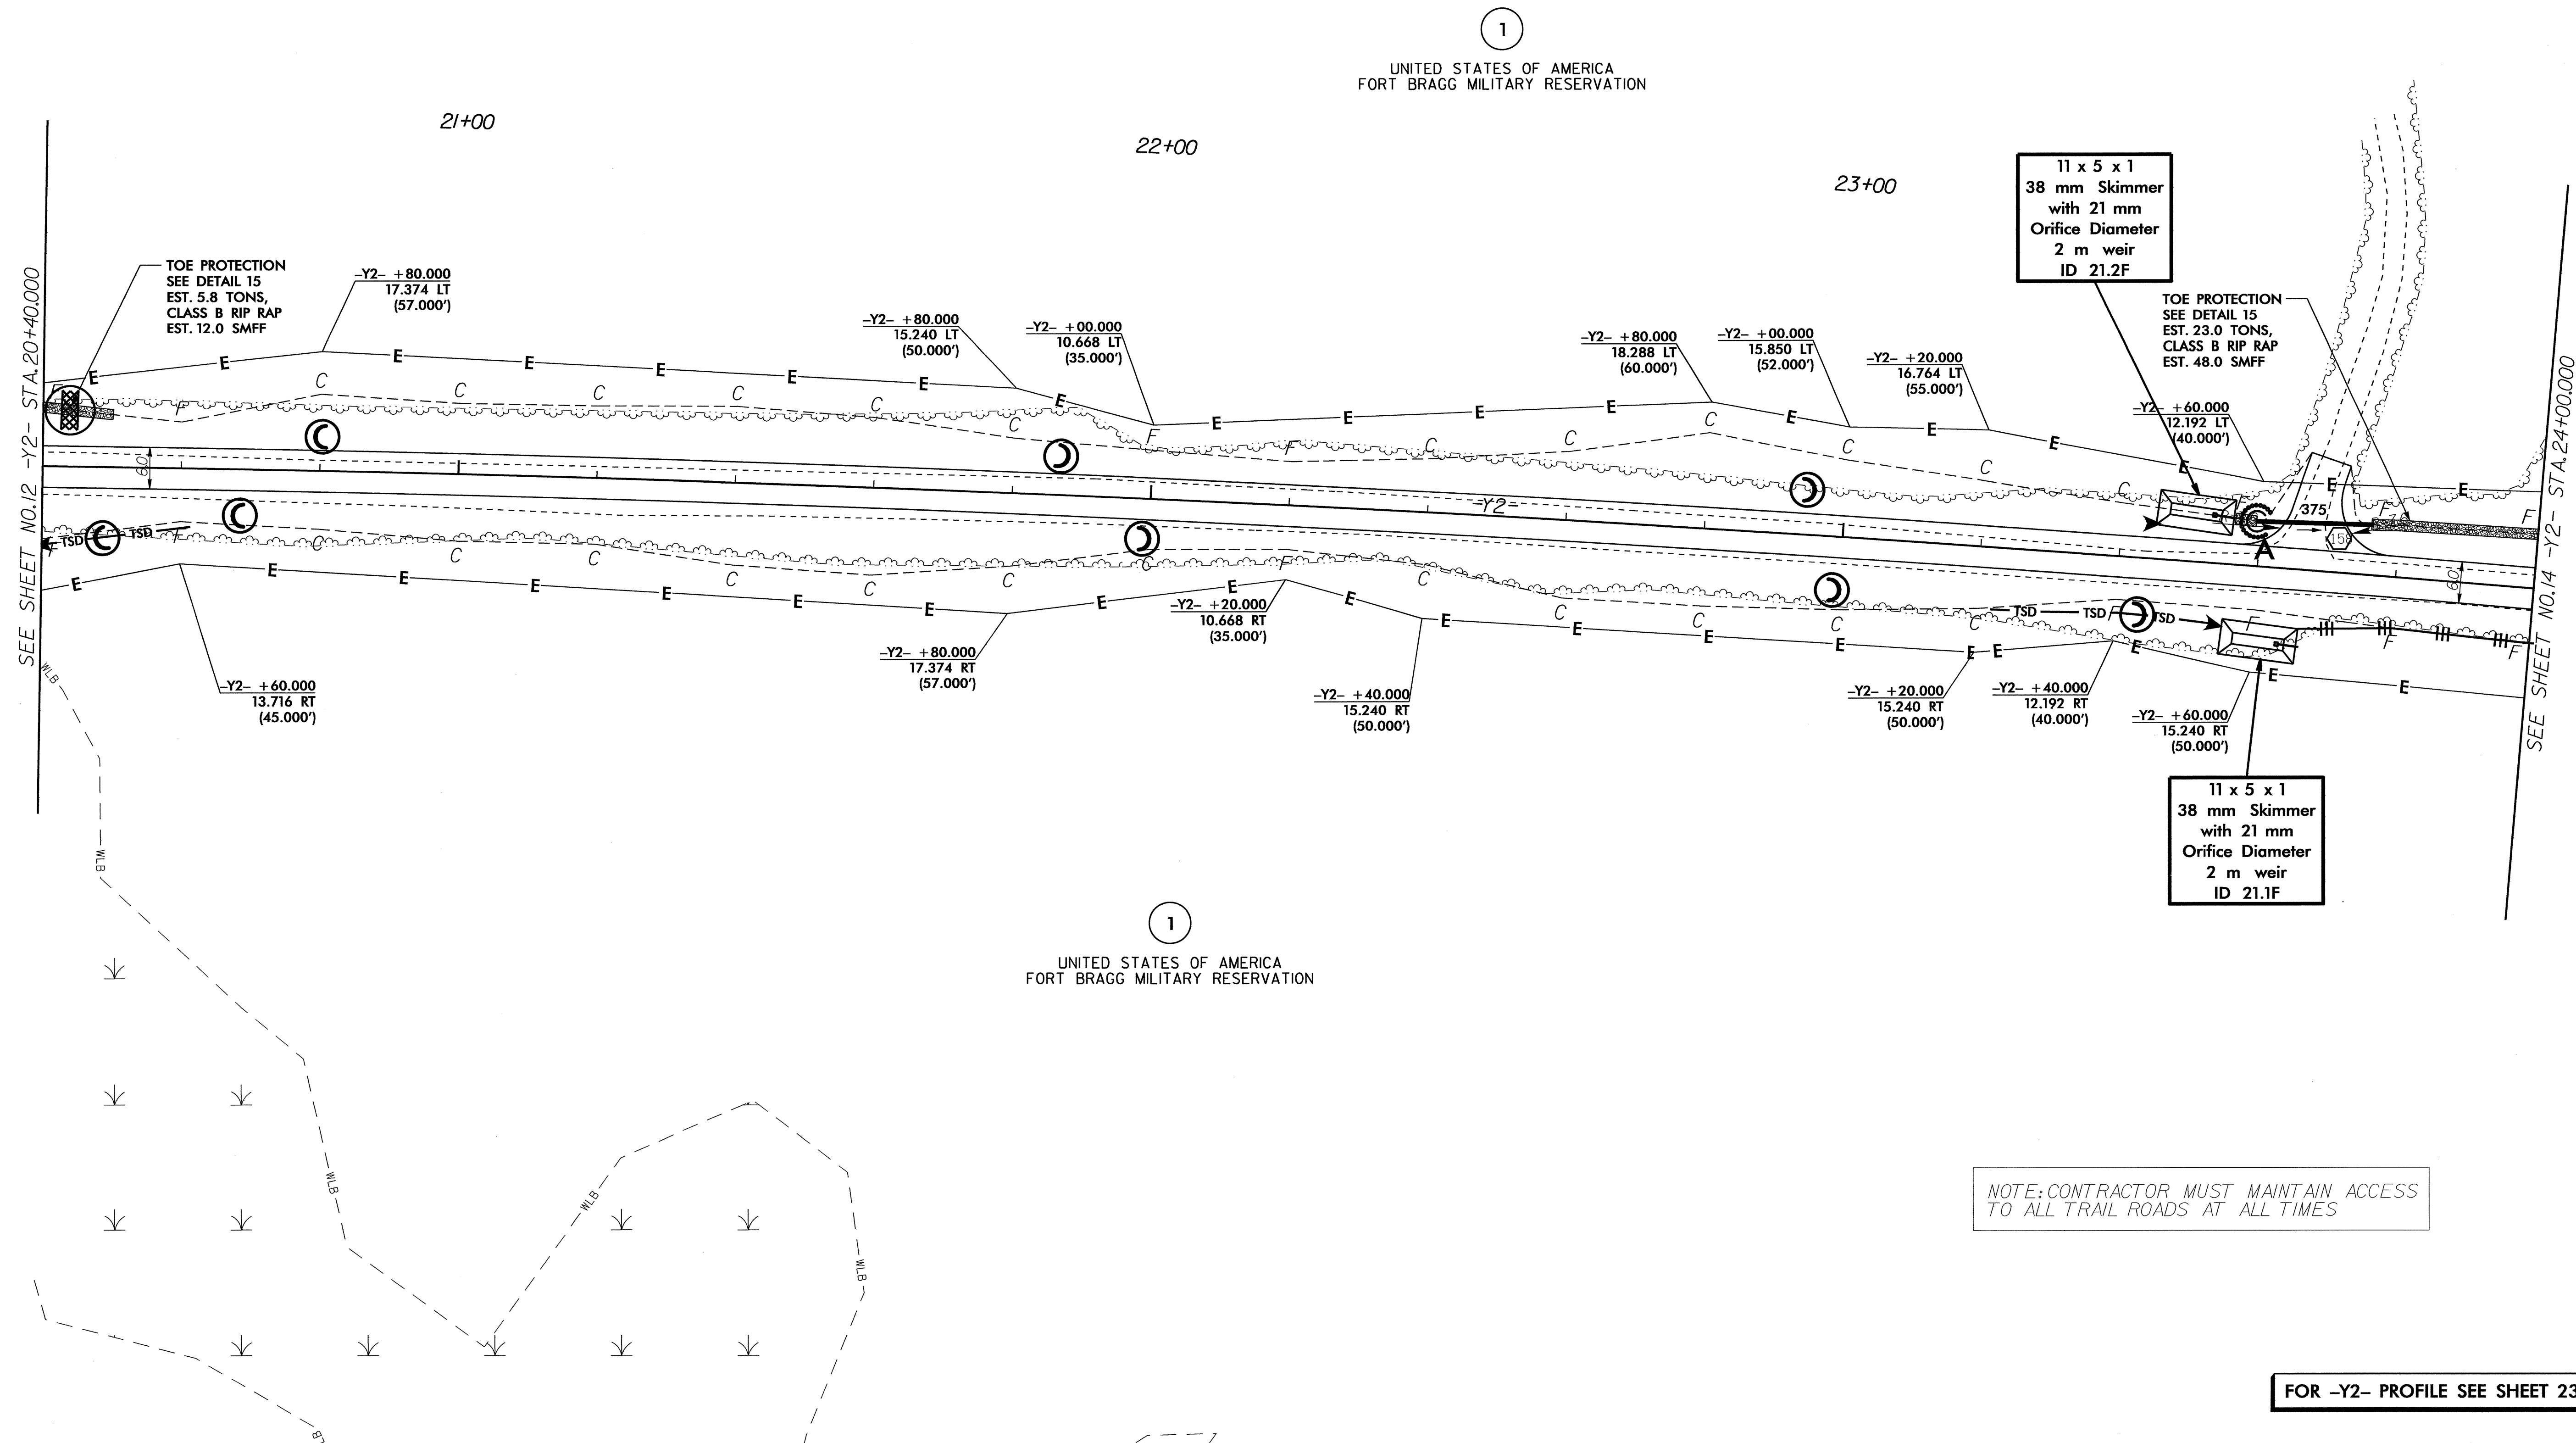 1
UNITED STATES OF AMERICA
FORT BRAGG MILITARY RESERVATION
21+00
22+00
23+00
11 x 5 x 1
38 mm Skimmer
with 21 mm
Orifice Diameter
2 m weir
ID 21.2F
TOE PROTECTION
SEE DETAIL 15
EST. 5.8 TONS,
CLASS B RIP RAP
EST. 12.0 SMFF
-Y2- +80.000
17.374 LT
(57.000')
-Y2- +80.000
15.240 LT
(50.000')
-Y2- +00.000
10.668 LT
(35.000')
-Y2- +80.000
18.288 LT
(60.000')
-Y2- +00.000
15.850 LT
(52.000')
-Y2- +20.000
16.764 LT
(55.000')
-Y2- +60.000
12.192 LT
(40.000')
TOE PROTECTION
SEE DETAIL 15
EST. 23.0 TONS,
CLASS B RIP RAP
EST. 48.0 SMFF
SEE SHEET NO.12 -Y2- STA.20+40.000
SEE SHEET NO.14 -Y2- STA.24+00.000
E E E E E E E E E E E E E E E E E E
F F C C C C C C F F C C C C C C F F F
6.0
-Y2-
375
158
A
6.0
TSD TSD
TSD TSD TSD
F F C C C C C C C F C C C C C F F F F
E E E E E E E E E E E E E E E E E E E
-Y2- +60.000
13.716 RT
(45.000')
-Y2- +80.000
17.374 RT
(57.000')
-Y2- +20.000
10.668 RT
(35.000')
-Y2- +40.000
15.240 RT
(50.000')
-Y2- +20.000
15.240 RT
(50.000')
-Y2- +40.000
12.192 RT
(40.000')
-Y2- +60.000
15.240 RT
(50.000')
11 x 5 x 1
38 mm Skimmer
with 21 mm
Orifice Diameter
2 m weir
ID 21.1F
1
UNITED STATES OF AMERICA
FORT BRAGG MILITARY RESERVATION
WLB
WLB
WLB
WLB
WLB
NOTE: CONTRACTOR MUST MAINTAIN ACCESS
TO ALL TRAIL ROADS AT ALL TIMES
FOR -Y2- PROFILE SEE SHEET 23